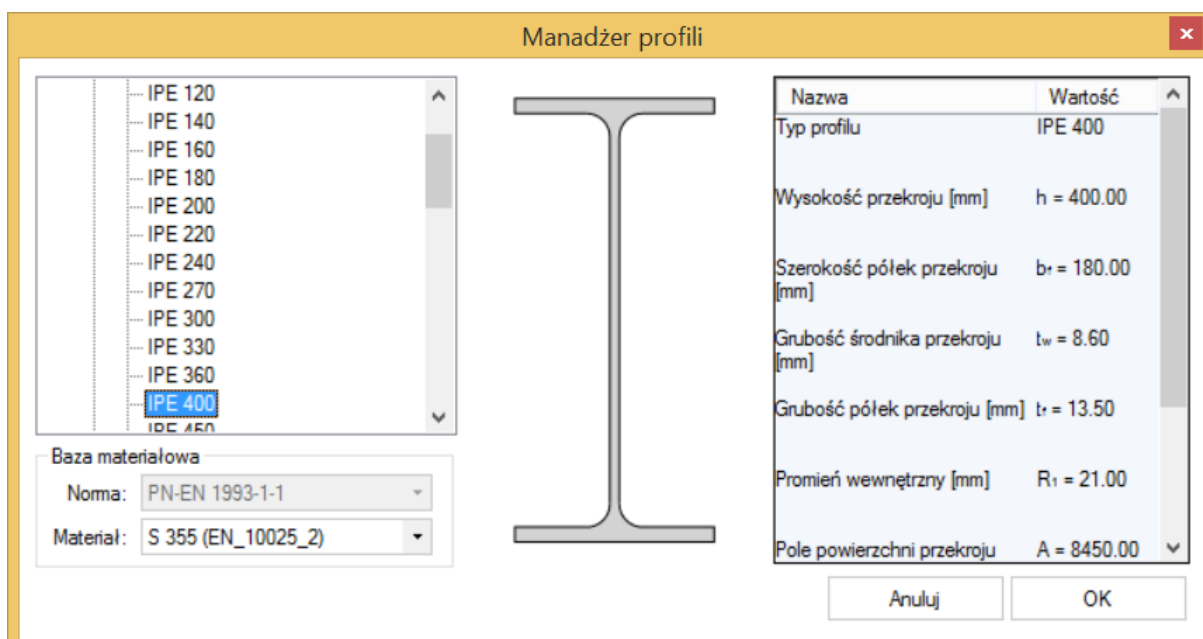 Manadżer profili
IPE 120
IPE 140
IPE 160
IPE 180
IPE 200
IPE 220
IPE 240
IPE 270
IPE 300
IPE 330
IPE 360
IPE 400
IPE 450
Baza materiałowa
Norma: PN-EN 1993-1-1
Materiał: S 355 (EN_10025_2)
Nazwa Wartość
Typ profilu IPE 400
Wysokość przekroju [mm] h = 400.00
Szerokość półek przekroju bf = 180.00
[mm]
Grubość środnika przekroju tw = 8.60
[mm]
Grubość półek przekroju [mm] tf = 13.50
Promień wewnętrzny [mm] R1 = 21.00
Pole powierzchni przekroju A = 8450.00
Anuluj OK